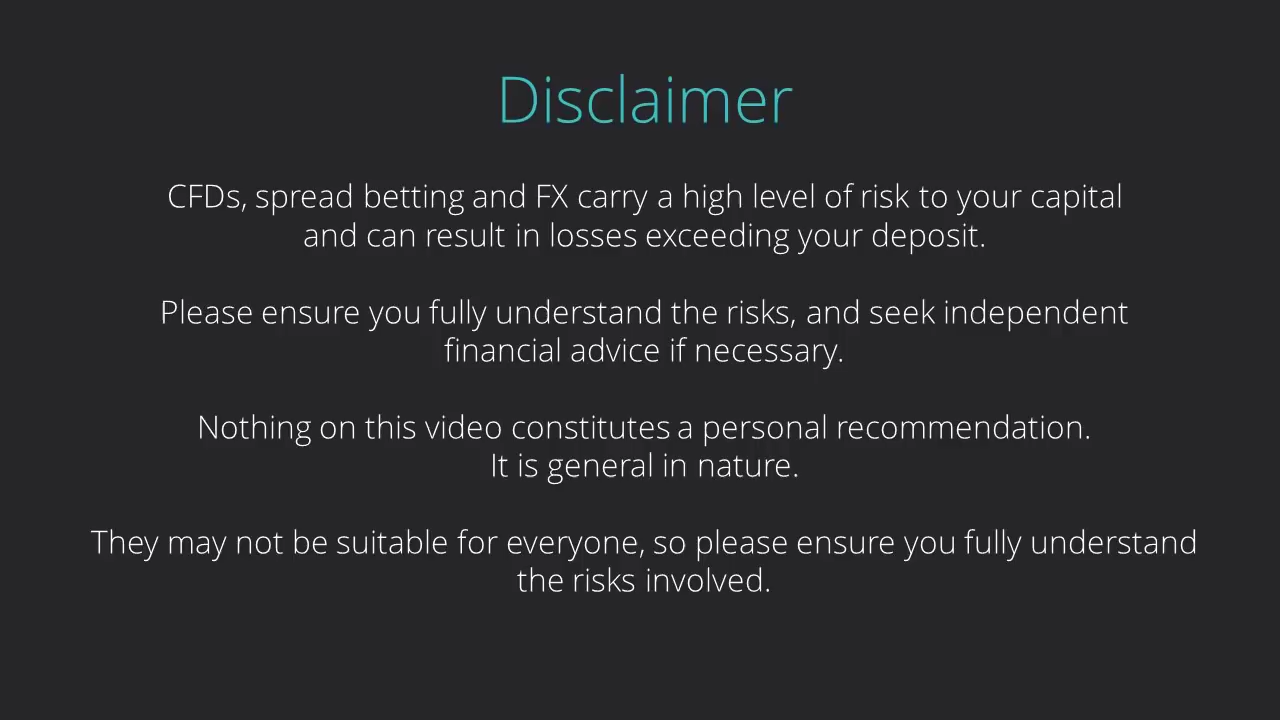 Disclaimer
CFDs, spread betting and FX carry a high level of risk to your capital
and can result in losses exceeding your deposit.
Please ensure you fully understand the risks, and seek independent
financial advice if necessary.
Nothing on this video constitutes a personal recommendation.
It is general in nature.
They may not be suitable for everyone, so please ensure you fully understand
the risks involved.